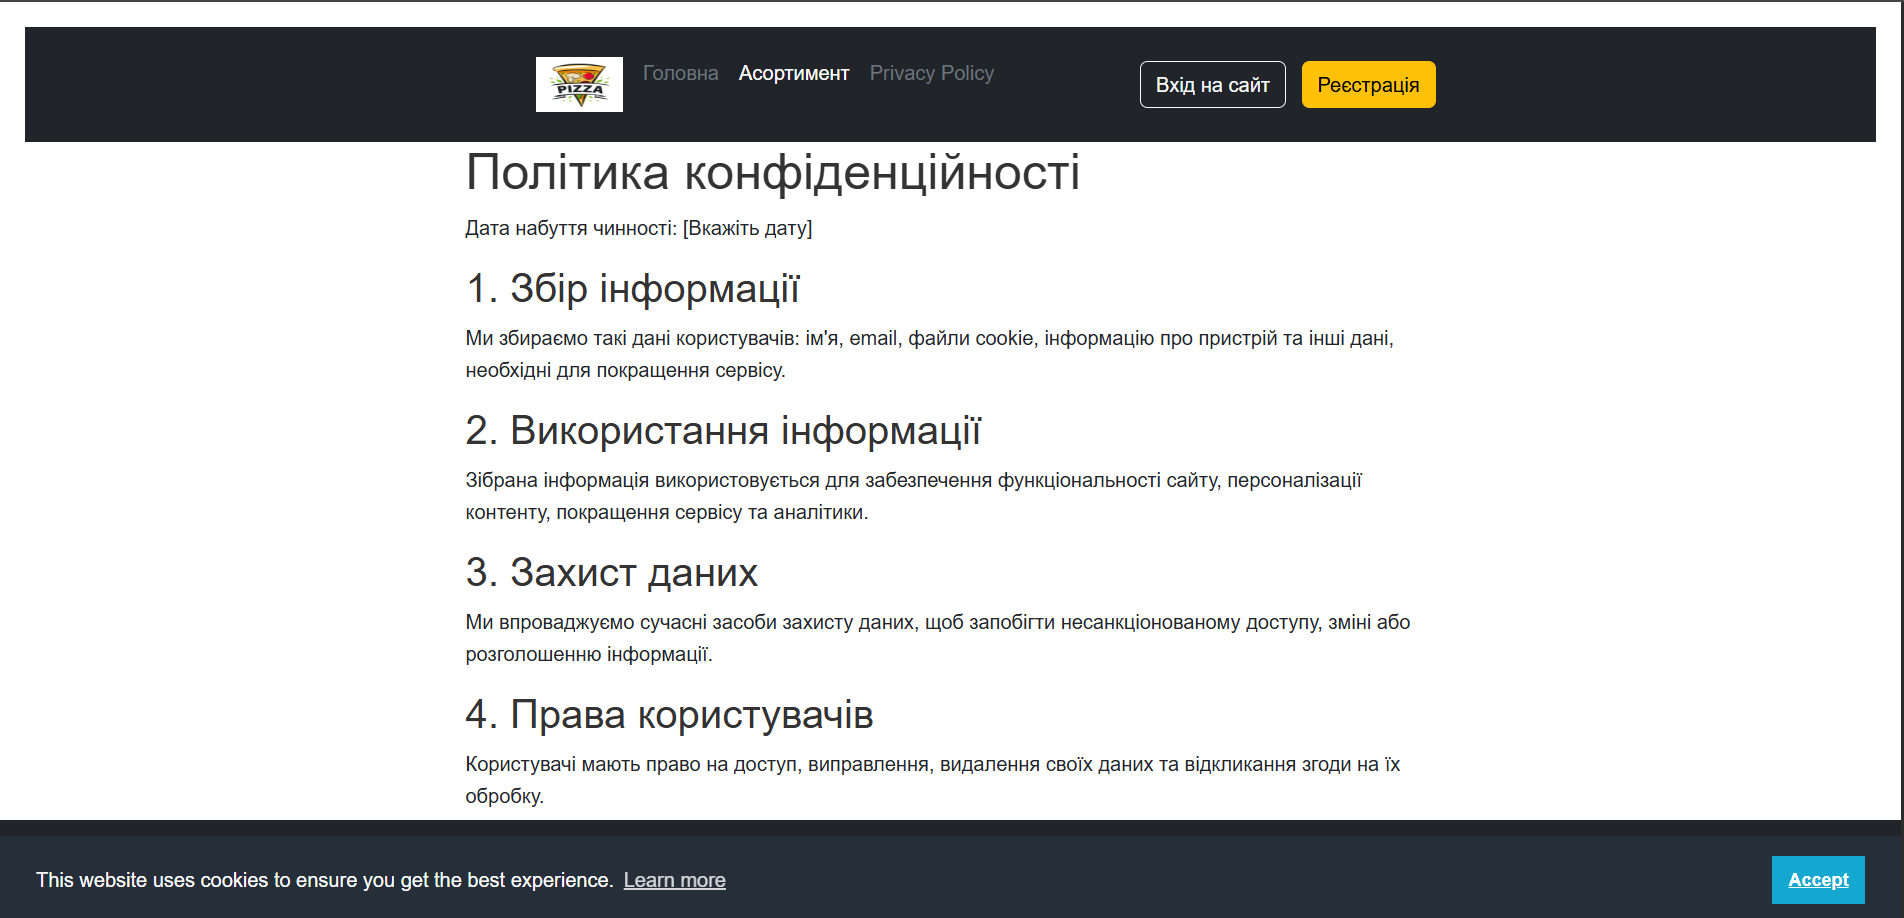 PIZZA
Головна Асортимент Privacy Policy Вхід на сайт Реєстрація
Політика конфіденційності
Дата набуття чинності: [Вкажіть дату]
1. Збір інформації
Ми збираємо такі дані користувачів: ім'я, email, файли cookie, інформацію про пристрій та інші дані,
необхідні для покращення сервісу.
2. Використання інформації
Зібрана інформація використовується для забезпечення функціональності сайту, персоналізації
контенту, покращення сервісу та аналітики.
3. Захист даних
Ми впроваджуємо сучасні засоби захисту даних, щоб запобігти несанкціонованому доступу, зміні або
розголошенню інформації.
4. Права користувачів
Користувачі мають право на доступ, виправлення, видалення своїх даних та відкликання згоди на їх
обробку.
This website uses cookies to ensure you get the best experience. Learn more
Accept